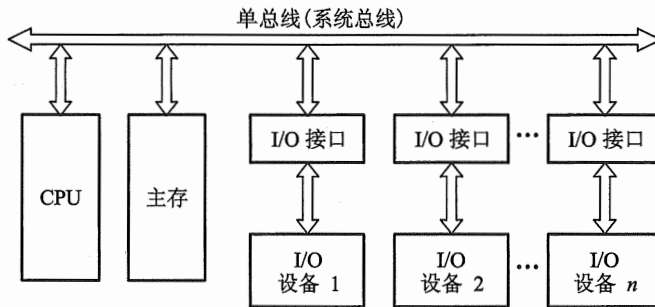 单总线(系统总线)
I/O 接口
I/O 接口
···
I/O 接口
CPU
主存
I/O
设备 1
I/O
设备 2
···
I/O
设备 n